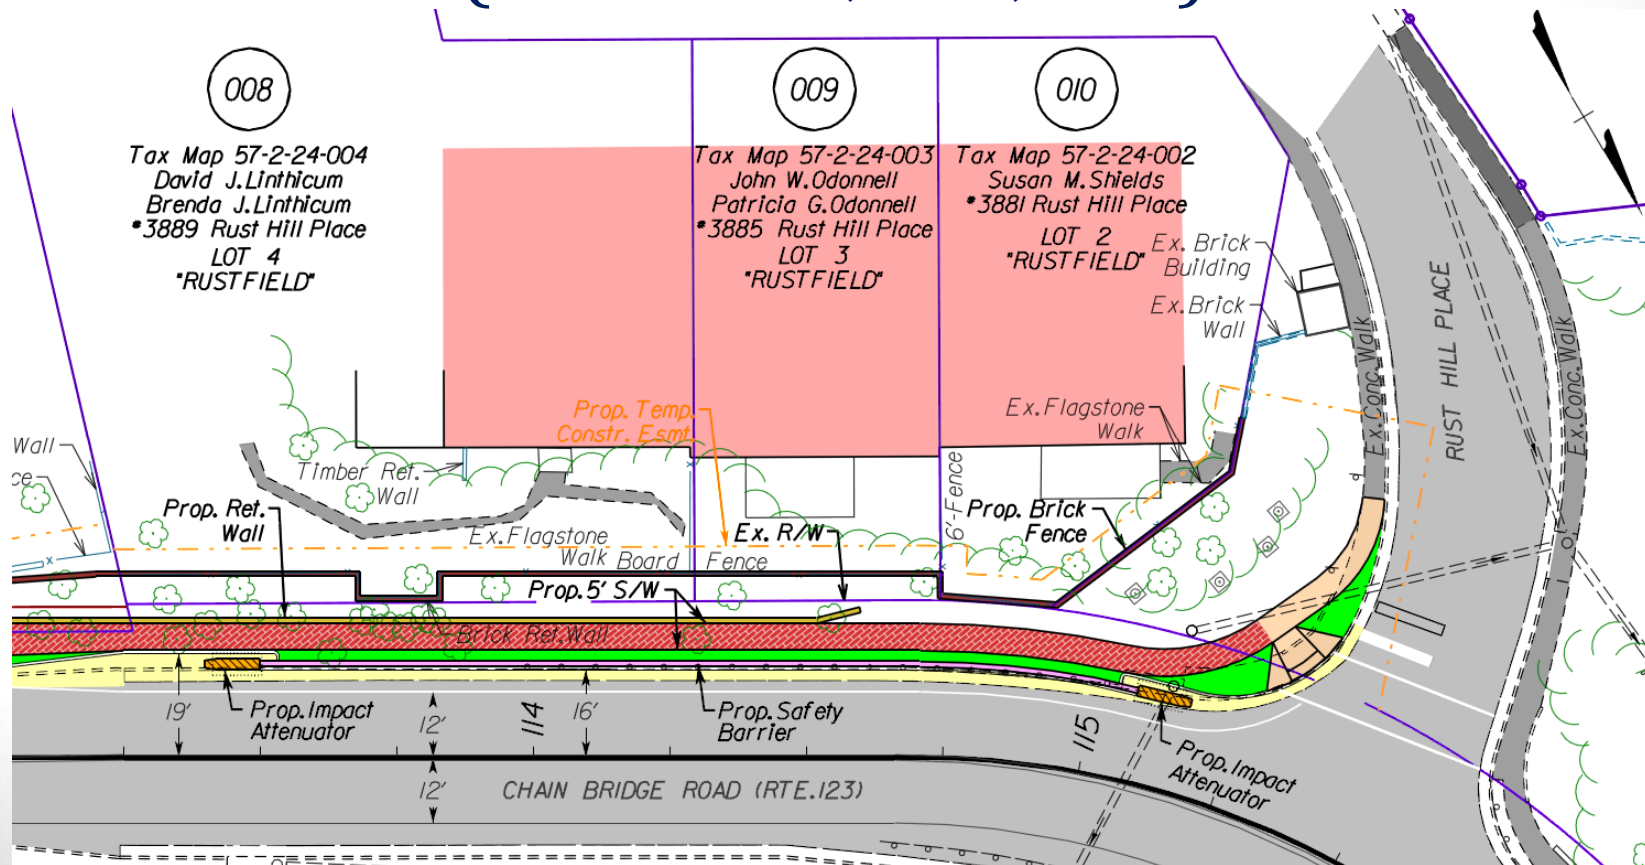 008
Tax Map 57-2-24-004
David J. Linthicum
Brenda J. Linthicum
*3889 Rust Hill Place
LOT 4
"RUSTFIELD"
009
Tax Map 57-2-24-003
John W. Odonnell
Patricia G. Odonnell
*3885 Rust Hill Place
LOT 3
"RUSTFIELD"
010
Tax Map 57-2-24-002
Susan M. Shields
*3881 Rust Hill Place
LOT 2
"RUSTFIELD"
Ex. Brick
Building
Ex. Brick
Wall
RUST HILL PLACE
Ex. Conc. Walk
Ex. Conc. Walk
Prop. Temp.
Constr. Esmt.
Ex. Flagstone
Walk
Wall
ce
Timber Ret.
Wall
Prop. Ret.
Wall
Ex. Flagstone
Walk
Board Fence
Ex. R/W
6'-Fence
Prop. Brick
Fence
Prop. 5' S/W
Brick Ret. Wall
19'
Prop. Impact
Attenuator
12'
114
16'
Prop. Safety
Barrier
115
Prop. Impact
Attenuator
12'
CHAIN BRIDGE ROAD (RTE. 123)